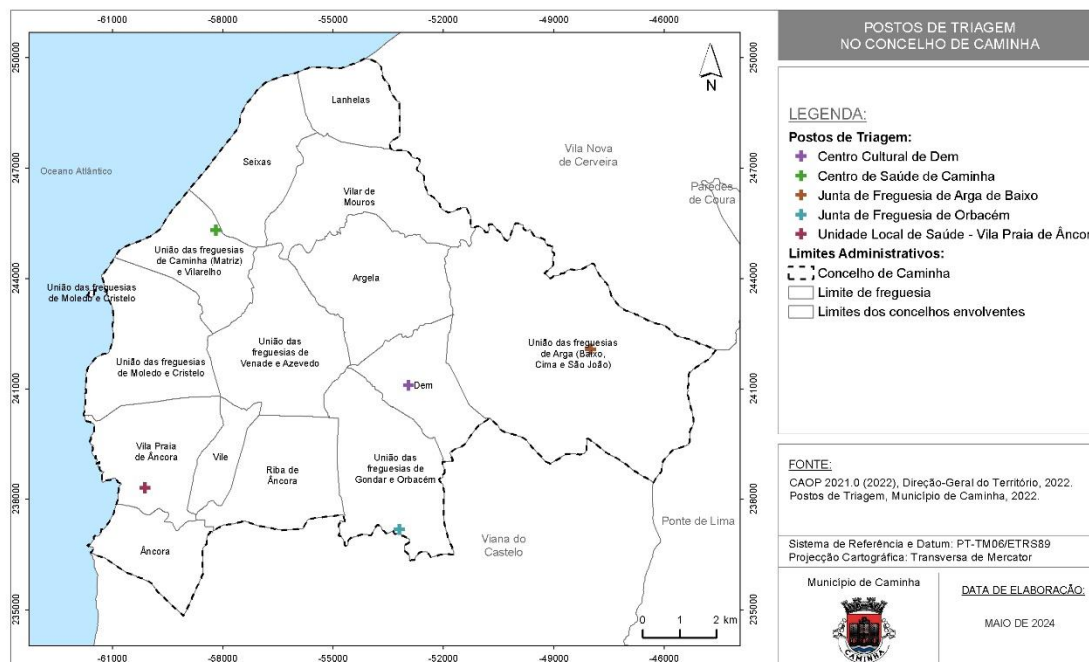 -61000
-58000
-55000
-52000
-49000
-46000
250000
247000
244000
241000
238000
235000
250000
247000
244000
241000
238000
235000
N
Lanhelas
Seixas
Vila Nova
de Cerveira
Oceano Atlântico
Paredes
de Coura
Vilar de
Mouros
União das freguesias
de Caminha (Matriz)
e Vilarelho
Argela
União das freguesias
de Moledo e Cristelo
União das
freguesias de
Venade e Azevedo
União das freguesias
de Arga (Baixo,
Cima e São João)
União das freguesias
de Moledo e Cristelo
Dem
Vila Praia
de Âncora
Vile
Riba de
Âncora
União das
freguesias de
Gondar e Orbacém
Âncora
Viana do
Castelo
Ponte de Lima
0 1 2 km
-61000
-58000
-55000
-52000
-49000
-46000
POSTOS DE TRIAGEM
NO CONCELHO DE CAMINHA
LEGENDA:
Postos de Triagem:
Centro Cultural de Dem
Centro de Saúde de Caminha
Junta de Freguesia de Arga de Baixo
Junta de Freguesia de Orbacém
Unidade Local de Saúde - Vila Praia de Âncor
Limites Administrativos:
Concelho de Caminha
Limite de freguesia
Limites dos concelhos envolventes
FONTE:
CAOP 2021.0 (2022), Direção-Geral do Território, 2022.
Postos de Triagem, Município de Caminha, 2022.
Sistema de Referência e Datum: PT-TM06/ETRS89
Projecção Cartográfica: Transversa de Mercator
Município de Caminha
CAMINHA
DATA DE ELABORAÇÃO:
MAIO DE 2024